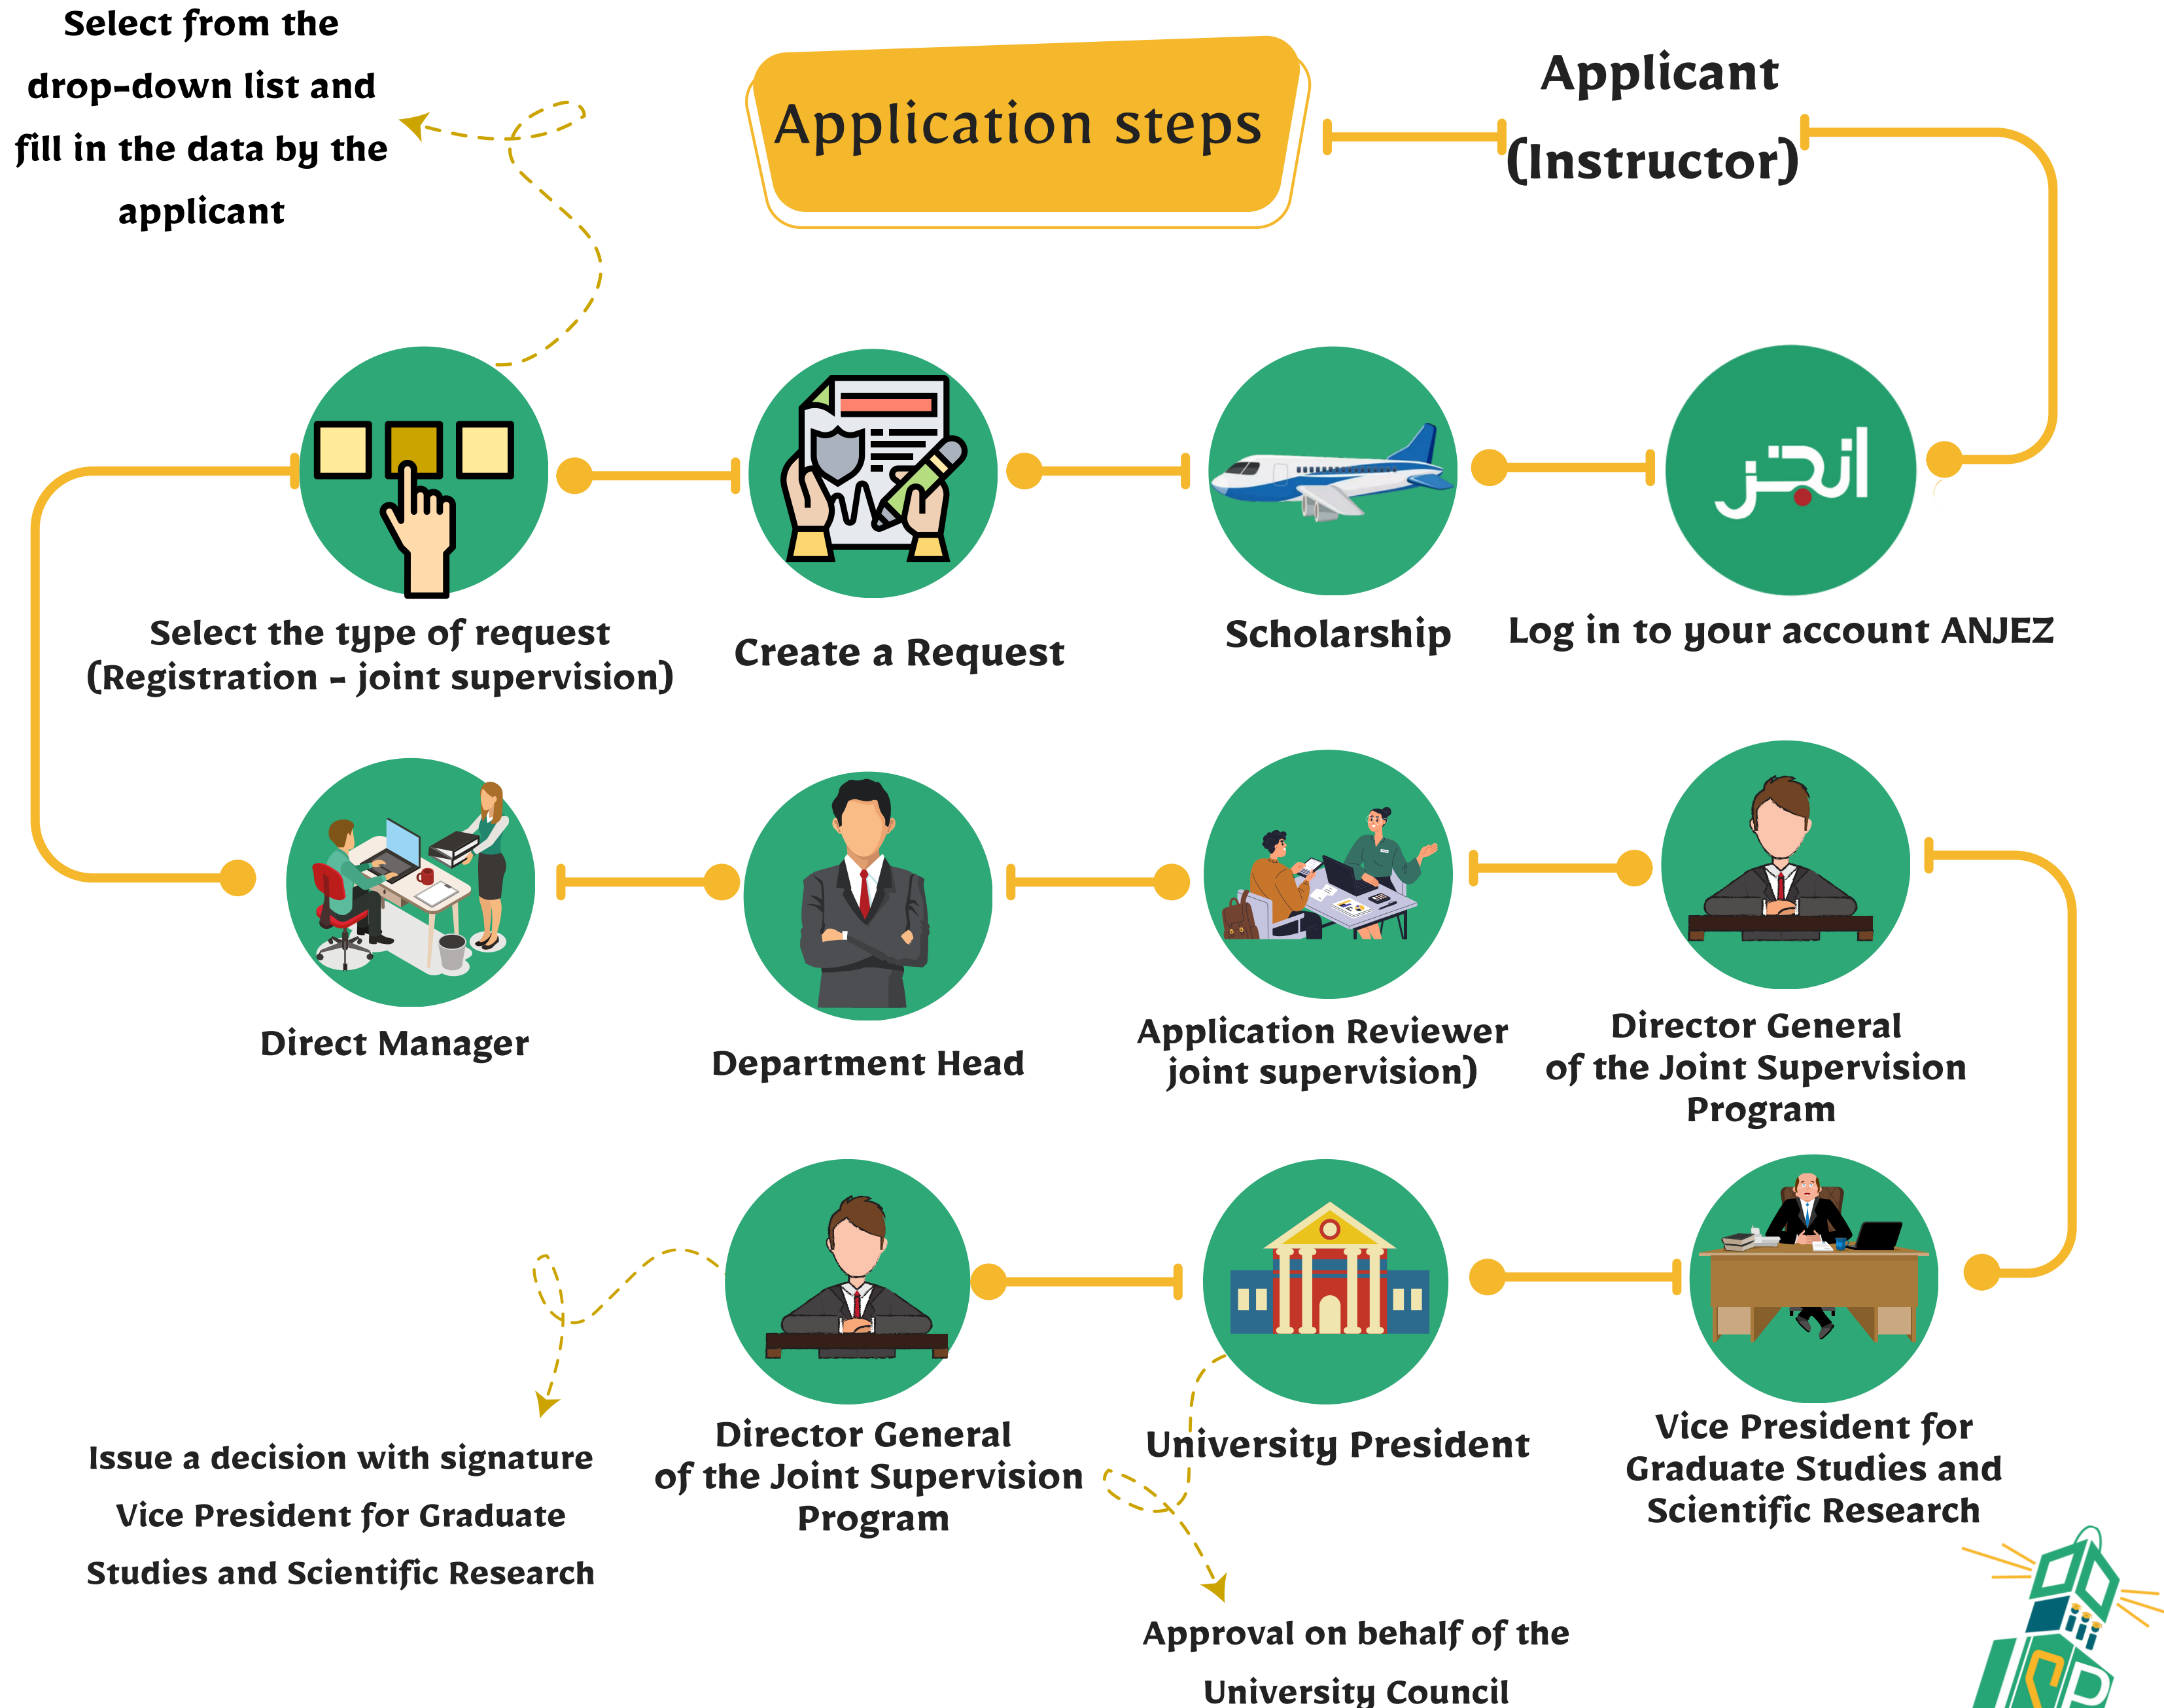 Select from the
drop-down list and
fill in the data by the
applicant
Application steps
Applicant
(Instructor)
انجز
Select the type of request
(Registration - joint supervision)
Create a Request
Scholarship
Log in to your account ANJEZ
Direct Manager
Department Head
Application Reviewer
joint supervision)
Director General
of the Joint Supervision
Program
Issue a decision with signature
Vice President for Graduate
Studies and Scientific Research
Director General
of the Joint Supervision
Program
University President
Approval on behalf of the
University Council
Vice President for
Graduate Studies and
Scientific Research